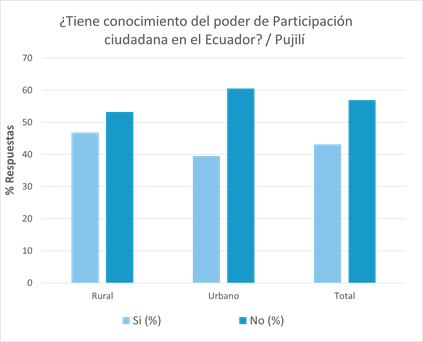 ¿Tiene conocimiento del poder de Participación
ciudadana en el Ecuador? / Pujilí
% Respuestas
70
60
50
40
30
20
10
0
Rural
Urbano
Total
Si (%)
No (%)